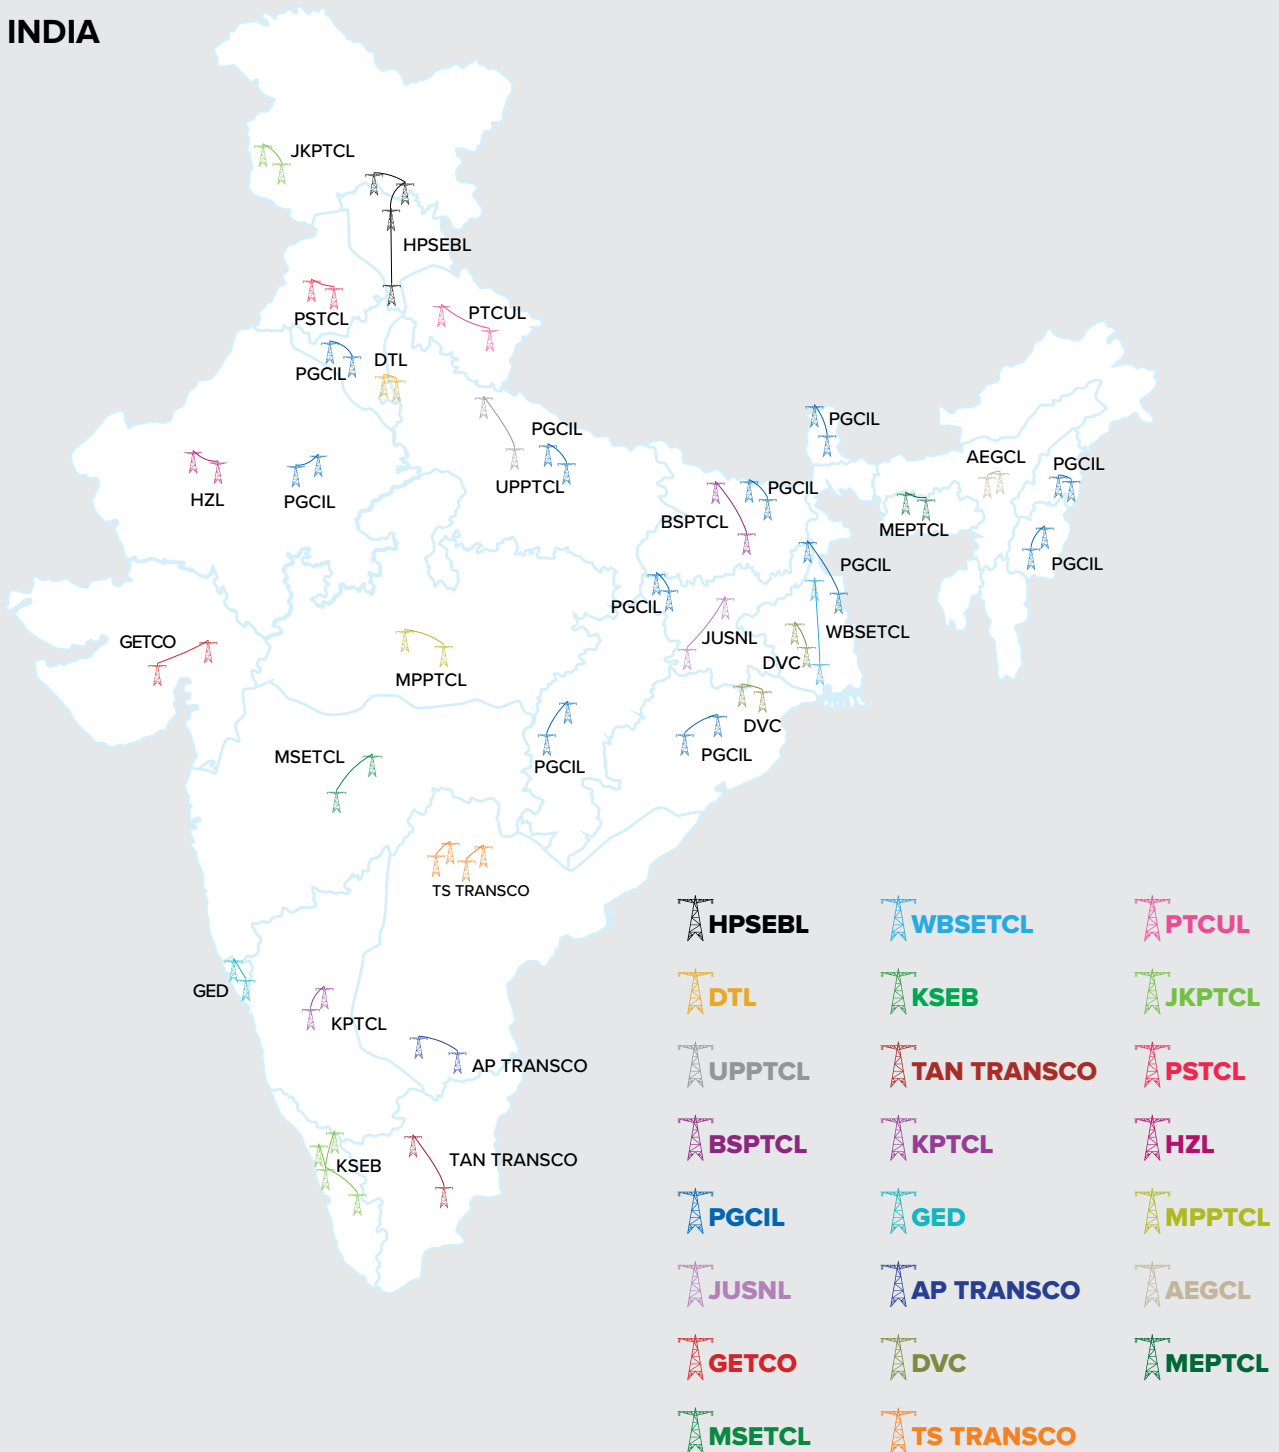 INDIA
JKPTCL
HPSEBL
PSTCL
PTCUL
DTL
PGCIL
PGCIL
PGCIL
AEGCL
PGCIL
HZL
PGCIL
UPPTCL
PGCIL
BSPTCL
MEPTCL
PGCIL
PGCIL
PGCIL
GETCO
JUSNL
WBSETCL
DVC
MPPTCL
DVC
MSETCL
PGCIL
PGCIL
TS TRANSCO
GED
KPTCL
AP TRANSCO
KSEB
TAN TRANSCO
HPSEBL
WBSETCL
PTCUL
DTL
KSEB
JKPTCL
UPPTCL
TAN TRANSCO
PSTCL
BSPTCL
KPTCL
HZL
PGCIL
GED
MPPTCL
JUSNL
AP TRANSCO
AEGCL
GETCO
DVC
MEPTCL
MSETCL
TS TRANSCO